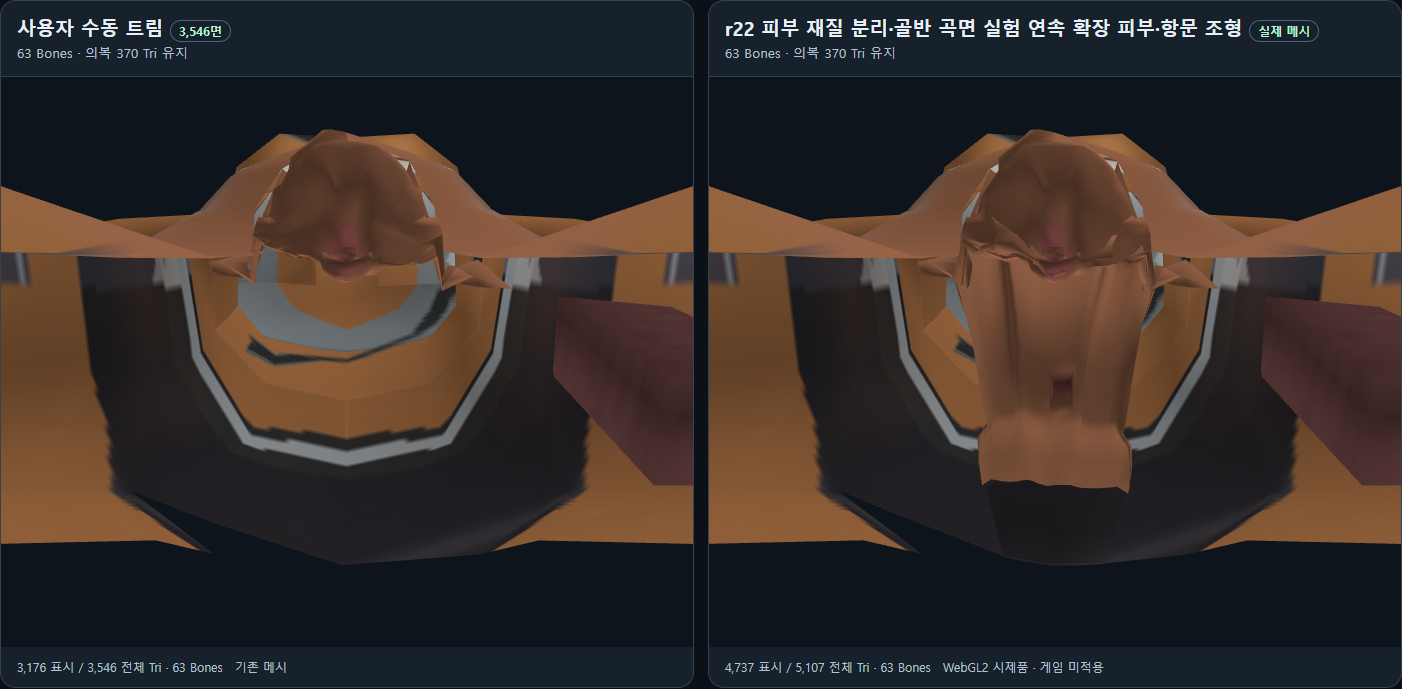 사용자 수동 트림 3,546면
63 Bones · 의복 370 Tri 유지
3,176 표시 / 3,546 전체 Tri · 63 Bones 기존 메시
r22 피부 재질 분리·골반 곡면 실험 연속 확장 피부·항문 조형 실제 메시
63 Bones · 의복 370 Tri 유지
4,737 표시 / 5,107 전체 Tri · 63 Bones WebGL2 시제품 · 게임 미적용